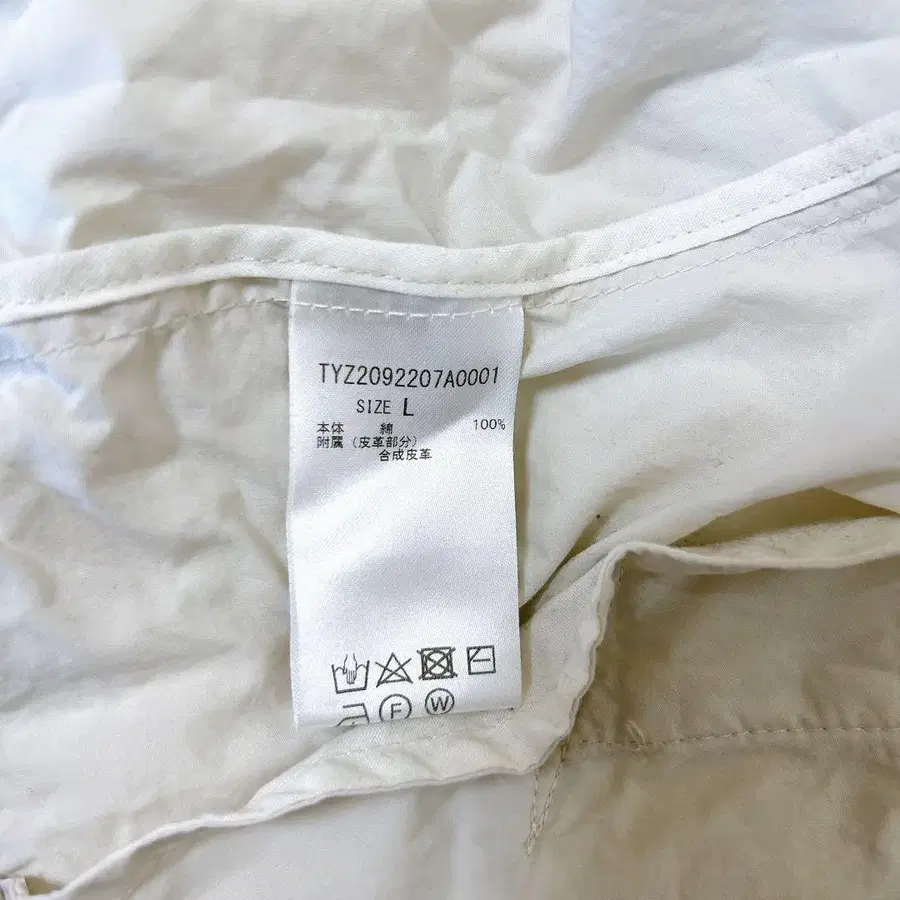 TYZ2092207A0001
SIZE L
本体 綿 100%
附属(皮革部分)
合成皮革
F W